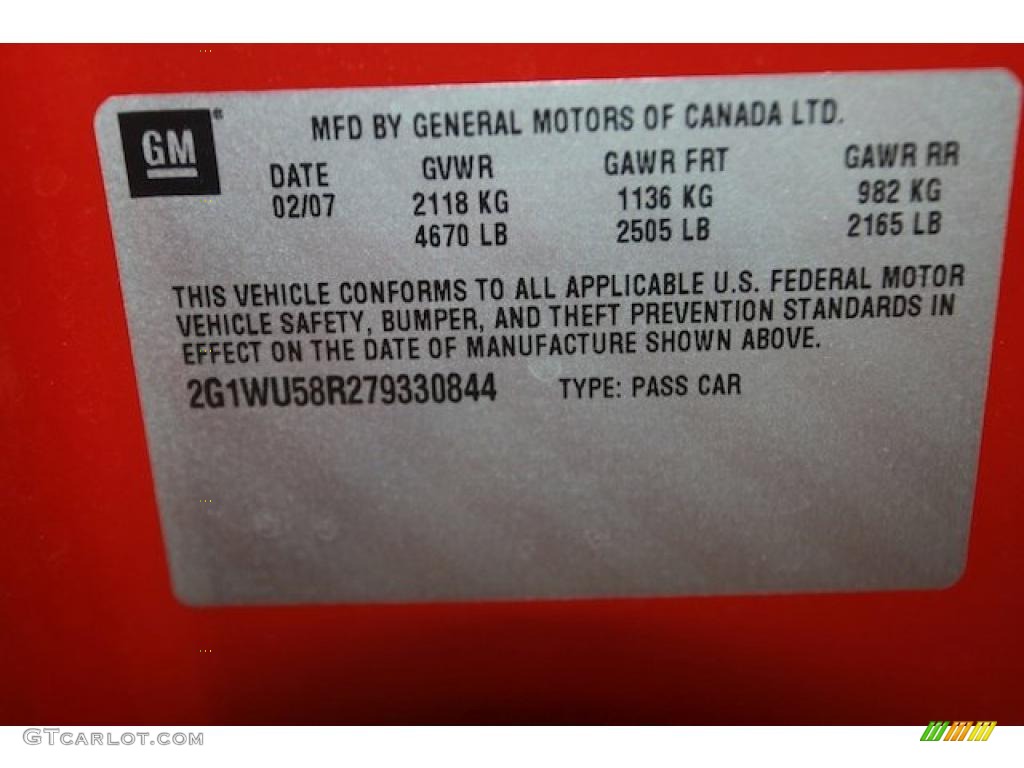 GM®
MFD BY GENERAL MOTORS OF CANADA LTD.
DATE GVWR GAWR FRT GAWR RR
02/07 2118 KG 1136 KG 982 KG
4670 LB 2505 LB 2165 LB
THIS VEHICLE CONFORMS TO ALL APPLICABLE U.S. FEDERAL MOTOR
VEHICLE SAFETY, BUMPER, AND THEFT PREVENTION STANDARDS IN
EFFECT ON THE DATE OF MANUFACTURE SHOWN ABOVE.
2G1WU58R279330844 TYPE: PASS CAR
GTCARLOT.COM